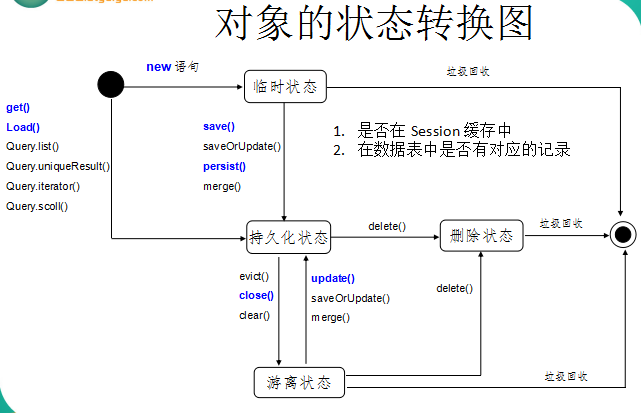 对象的状态转换图
new 语句
临时状态
垃圾回收
get()
Load()
Query.list()
Query.uniqueResult()
Query.iterator()
Query.scoll()
save()
saveOrUpdate()
persist()
merge()
1. 是否在 Session 缓存中
2. 在数据表中是否有对应的记录
持久化状态
delete()
删除状态
垃圾回收
evict()
close()
clear()
update()
saveOrUpdate()
merge()
delete()
游离状态
垃圾回收